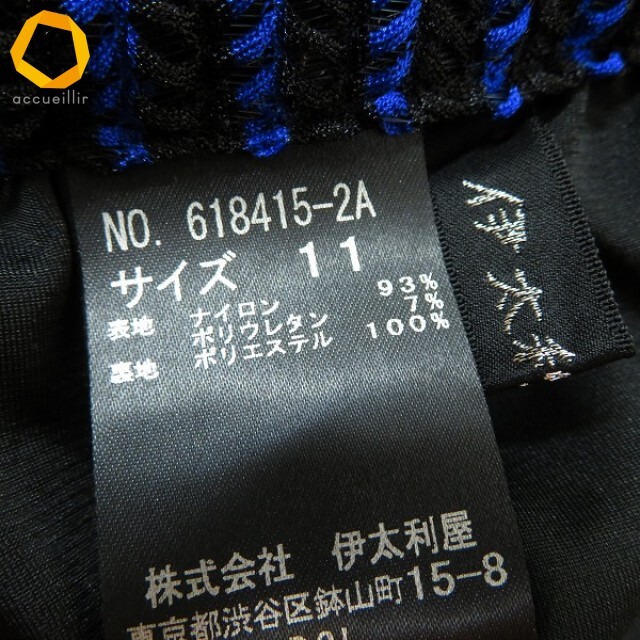 accueillir
NO. 618415-2A
サイズ 11
表地 ナイロン 93%
ポリウレタン 7%
裏地 ポリエステル 100%
株式会社 伊太利屋
東京都渋谷区鉢山町15-8
伊太利